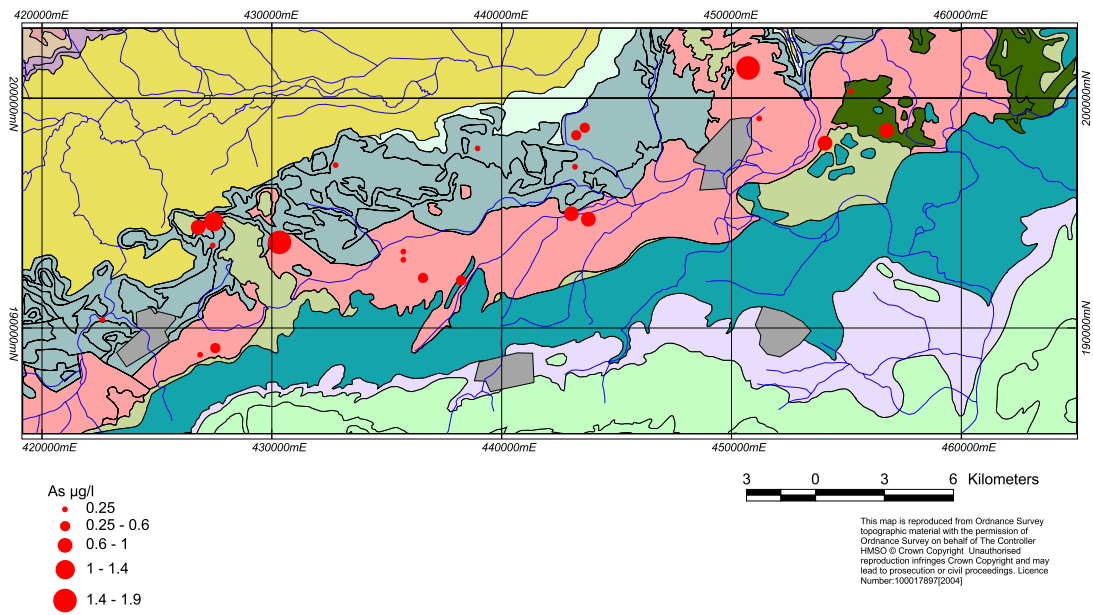 420000mE 430000mE 440000mE 450000mE 460000mE
200000mN 200000mN
190000mN 190000mN
420000mE 430000mE 440000mE 450000mE 460000mE
As µg/l
0.25
0.25 - 0.6
0.6 - 1
1 - 1.4
1.4 - 1.9
3 0 3 6 Kilometers
This map is reproduced from Ordnance Survey
topographic material with the permission of
Ordnance Survey on behalf of The Controller
HMSO © Crown Copyright Unauthorised
reproduction infringes Crown Copyright and may
lead to prosecution or civil proceedings. Licence
Number:100017897[2004]